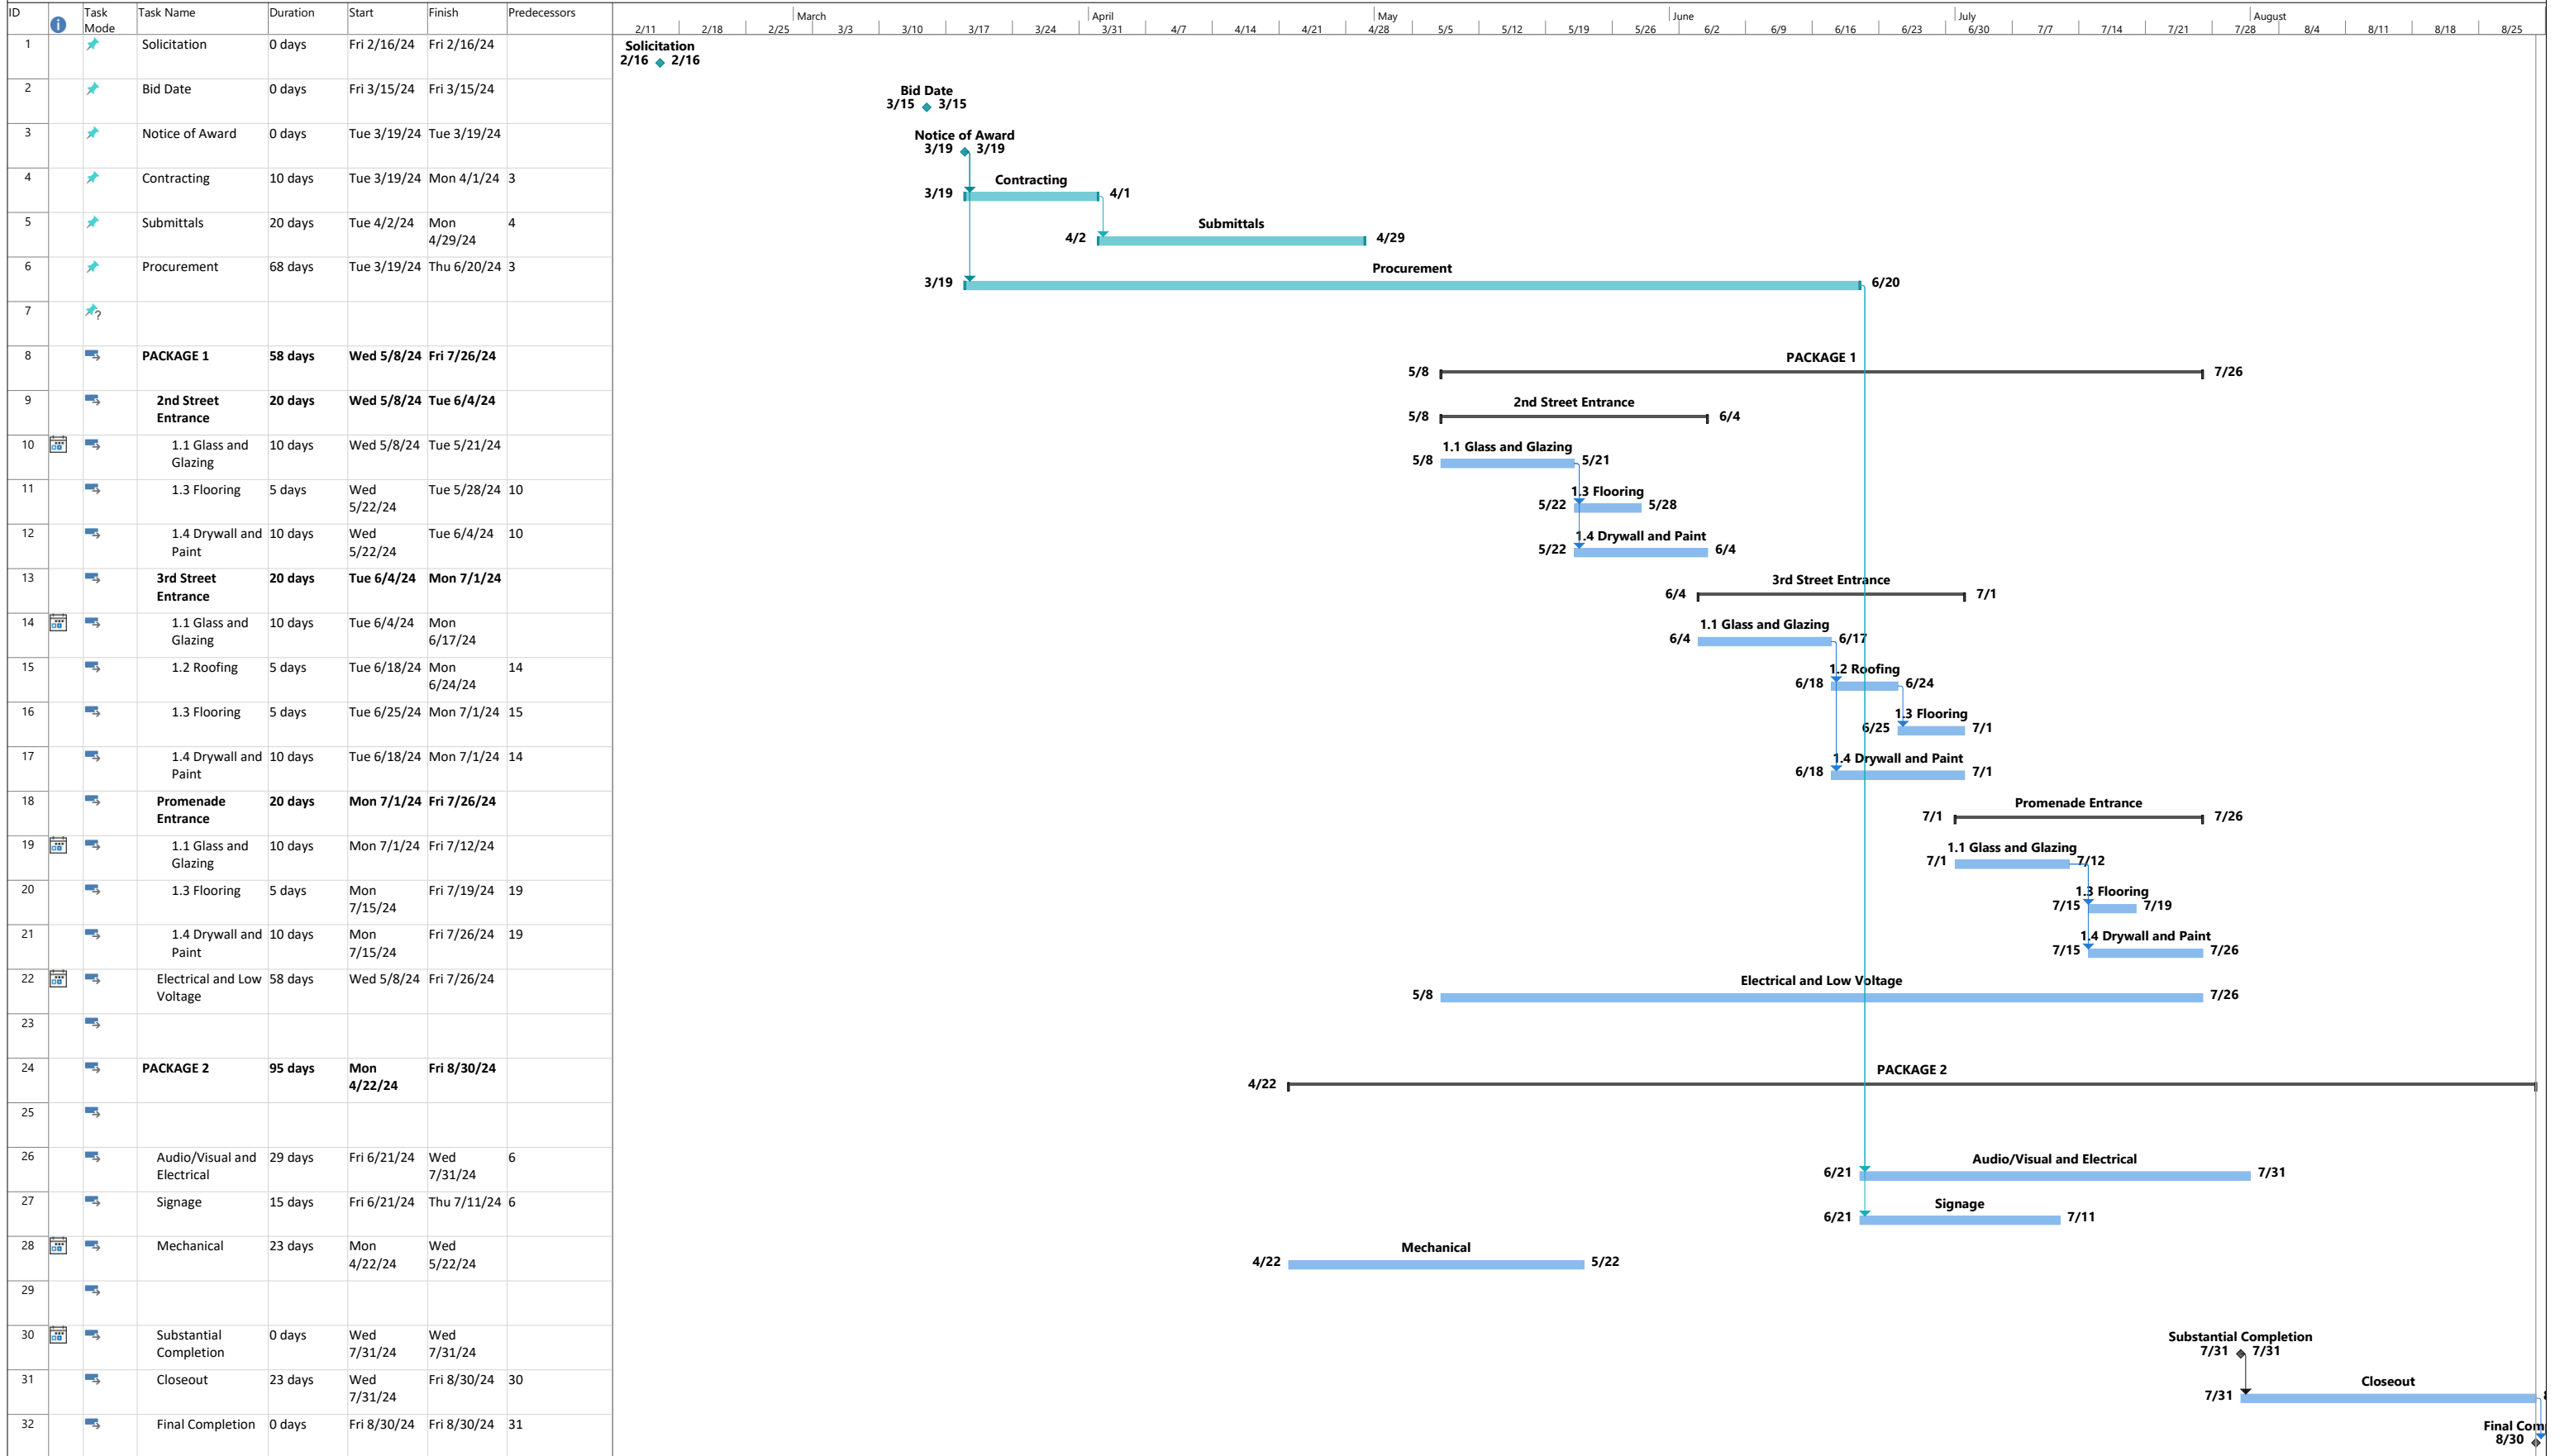 ID Task Mode Task Name Duration Start Finish Predecessors
March April May June July August
2/11 2/18 2/25 3/3 3/10 3/17 3/24 3/31 4/7 4/14 4/21 4/28 5/5 5/12 5/19 5/26 6/2 6/9 6/16 6/23 6/30 7/7 7/14 7/21 7/28 8/4 8/11 8/18 8/25
1 Solicitation 0 days Fri 2/16/24 Fri 2/16/24
Solicitation
2/16 2/16
2 Bid Date 0 days Fri 3/15/24 Fri 3/15/24
Bid Date
3/15 3/15
3 Notice of Award 0 days Tue 3/19/24 Tue 3/19/24
Notice of Award
3/19 3/19
4 Contracting 10 days Tue 3/19/24 Mon 4/1/24 3
Contracting
3/19 4/1
5 Submittals 20 days Tue 4/2/24 Mon 4/29/24 4
Submittals
4/2 4/29
6 Procurement 68 days Tue 3/19/24 Thu 6/20/24 3
Procurement
3/19 6/20
7 ?
8 PACKAGE 1 58 days Wed 5/8/24 Fri 7/26/24
PACKAGE 1
5/8 7/26
9 2nd Street Entrance 20 days Wed 5/8/24 Tue 6/4/24
2nd Street Entrance
5/8 6/4
10 1.1 Glass and Glazing 10 days Wed 5/8/24 Tue 5/21/24
1.1 Glass and Glazing
5/8 5/21
11 1.3 Flooring 5 days Wed 5/22/24 Tue 5/28/24 10
1.3 Flooring
5/22 5/28
12 1.4 Drywall and Paint 10 days Wed 5/22/24 Tue 6/4/24 10
1.4 Drywall and Paint
5/22 6/4
13 3rd Street Entrance 20 days Tue 6/4/24 Mon 7/1/24
3rd Street Entrance
6/4 7/1
14 1.1 Glass and Glazing 10 days Tue 6/4/24 Mon 6/17/24
1.1 Glass and Glazing
6/4 6/17
15 1.2 Roofing 5 days Tue 6/18/24 Mon 6/24/24 14
1.2 Roofing
6/18 6/24
16 1.3 Flooring 5 days Tue 6/25/24 Mon 7/1/24 15
1.3 Flooring
6/25 7/1
17 1.4 Drywall and Paint 10 days Tue 6/18/24 Mon 7/1/24 14
1.4 Drywall and Paint
6/18 7/1
18 Promenade Entrance 20 days Mon 7/1/24 Fri 7/26/24
Promenade Entrance
7/1 7/26
19 1.1 Glass and Glazing 10 days Mon 7/1/24 Fri 7/12/24
1.1 Glass and Glazing
7/1 7/12
20 1.3 Flooring 5 days Mon 7/15/24 Fri 7/19/24 19
1.3 Flooring
7/15 7/19
21 1.4 Drywall and Paint 10 days Mon 7/15/24 Fri 7/26/24 19
1.4 Drywall and Paint
7/15 7/26
22 Electrical and Low Voltage 58 days Wed 5/8/24 Fri 7/26/24
Electrical and Low Voltage
5/8 7/26
23
24 PACKAGE 2 95 days Mon 4/22/24 Fri 8/30/24
PACKAGE 2
4/22
25
26 Audio/Visual and Electrical 29 days Fri 6/21/24 Wed 7/31/24 6
Audio/Visual and Electrical
6/21 7/31
27 Signage 15 days Fri 6/21/24 Thu 7/11/24 6
Signage
6/21 7/11
28 Mechanical 23 days Mon 4/22/24 Wed 5/22/24
Mechanical
4/22 5/22
29
30 Substantial Completion 0 days Wed 7/31/24 Wed 7/31/24
Substantial Completion
7/31 7/31
31 Closeout 23 days Wed 7/31/24 Fri 8/30/24 30
Closeout
7/31
32 Final Completion 0 days Fri 8/30/24 Fri 8/30/24 31
Final Com
8/30